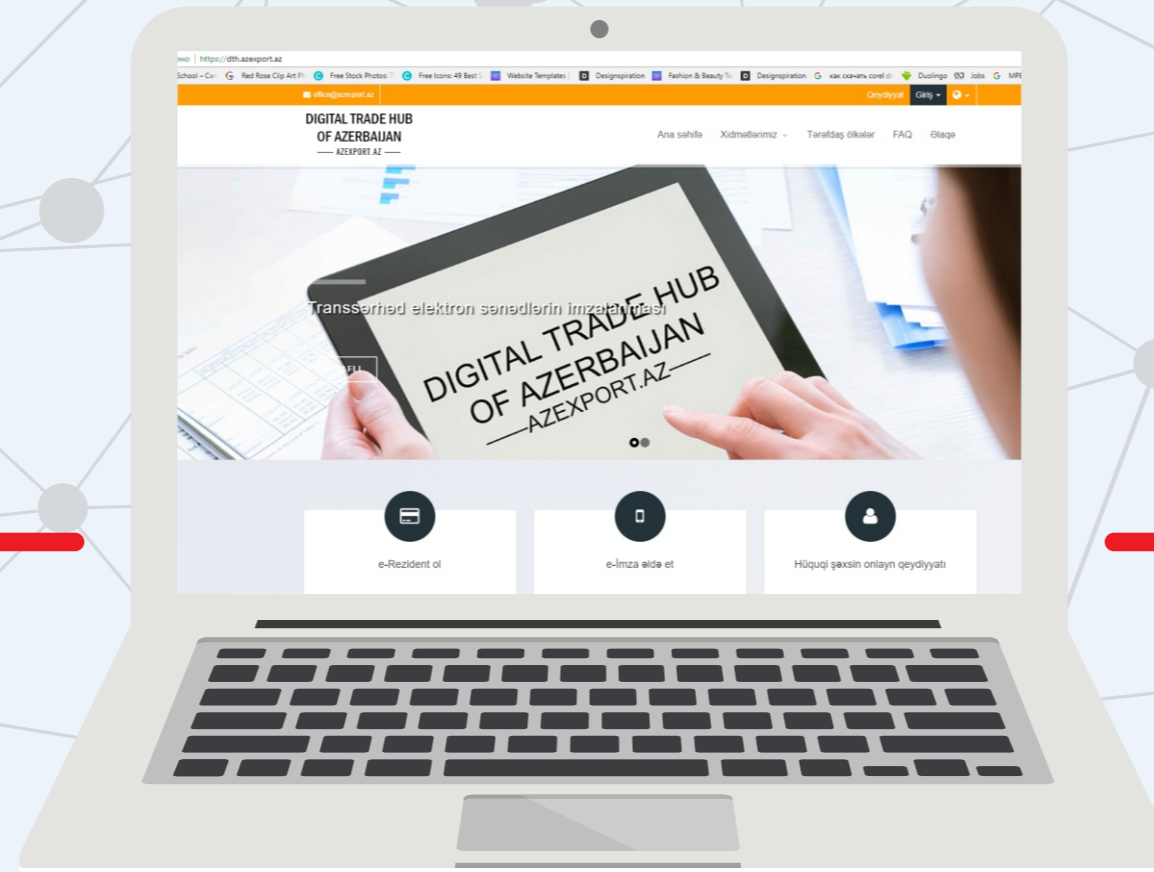 https://dth.azexport.az
Red Rose Clip Art Free Stock Photos: Free Icons: 49 Best Website Templates | Designspiration Fashion & Beauty Designspiration как скачать corel Duolingo Jobs
office@azexport.az Qeydiyyat Giriş
DIGITAL TRADE HUB
OF AZERBAIJAN
AZEXPORT.AZ
Ana səhifə Xidmətlərimiz Tərəfdaş ölkələr FAQ Əlaqə
Transsərhəd elektron sənədlərin imzalanması
DIGITAL TRADE HUB
OF AZERBAIJAN
AZEXPORT.AZ
e-Rezident ol
e-İmza əldə et
Hüquqi şəxsin onlayn qeydiyyatı